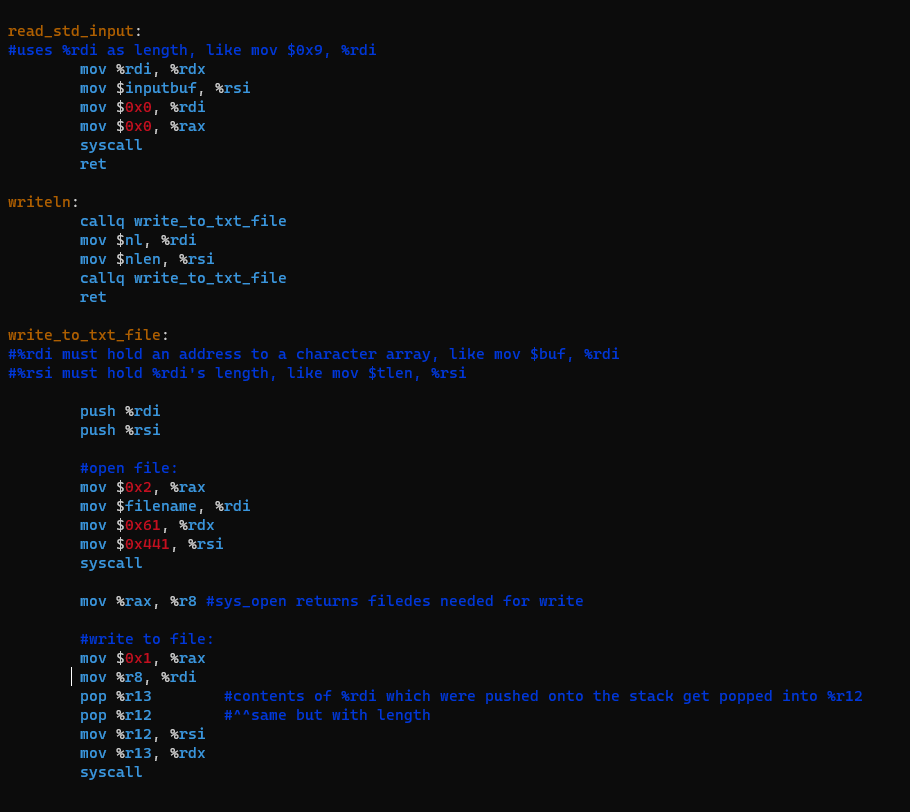 read_std_input:
#uses %rdi as length, like mov $0x9, %rdi
mov %rdi, %rdx
mov $inputbuf, %rsi
mov $0x0, %rdi
mov $0x0, %rax
syscall
ret
writeln:
callq write_to_txt_file
mov $nl, %rdi
mov $nlen, %rsi
callq write_to_txt_file
ret
write_to_txt_file:
#%rdi must hold an address to a character array, like mov $buf, %rdi
#%rsi must hold %rdi's length, like mov $tlen, %rsi
push %rdi
push %rsi
#open file:
mov $0x2, %rax
mov $filename, %rdi
mov $0x61, %rdx
mov $0x441, %rsi
syscall
mov %rax, %r8 #sys_open returns filedes needed for write
#write to file:
mov $0x1, %rax
mov %r8, %rdi
pop %r13 #contents of %rdi which were pushed onto the stack get popped into %r12
pop %r12 #^^same but with length
mov %r12, %rsi
mov %r13, %rdx
syscall